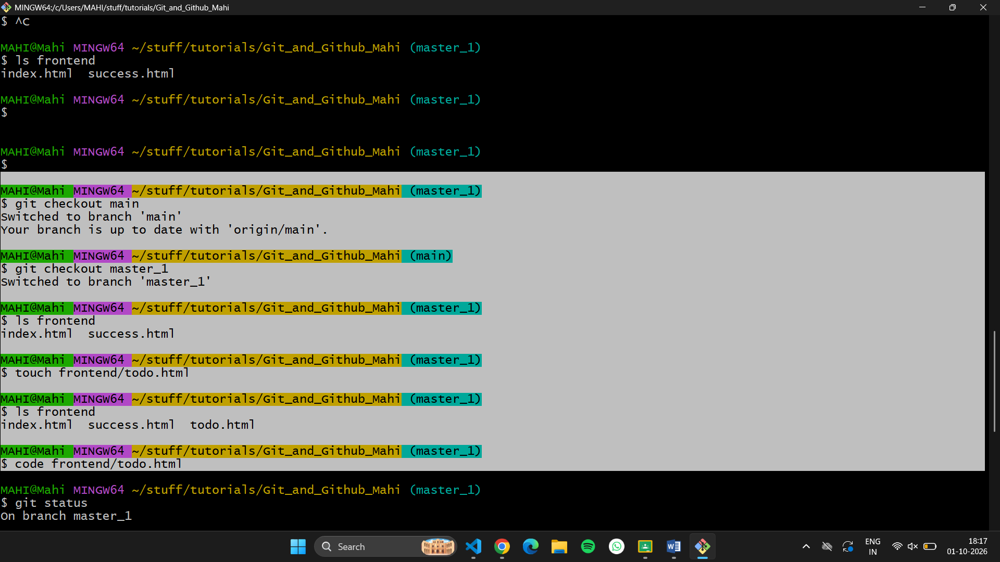 MINGW64:/c/Users/MAHI/stuff/tutorials/Git_and_Github_Mahi
$ ^C
MAHI@Mahi MINGW64 ~/stuff/tutorials/Git_and_Github_Mahi (master_1)
$ ls frontend
index.html  success.html
MAHI@Mahi MINGW64 ~/stuff/tutorials/Git_and_Github_Mahi (master_1)
$
MAHI@Mahi MINGW64 ~/stuff/tutorials/Git_and_Github_Mahi (master_1)
$
MAHI@Mahi MINGW64 ~/stuff/tutorials/Git_and_Github_Mahi (master_1)
$ git checkout main
Switched to branch 'main'
Your branch is up to date with 'origin/main'.
MAHI@Mahi MINGW64 ~/stuff/tutorials/Git_and_Github_Mahi (main)
$ git checkout master_1
Switched to branch 'master_1'
MAHI@Mahi MINGW64 ~/stuff/tutorials/Git_and_Github_Mahi (master_1)
$ ls frontend
index.html  success.html
MAHI@Mahi MINGW64 ~/stuff/tutorials/Git_and_Github_Mahi (master_1)
$ touch frontend/todo.html
MAHI@Mahi MINGW64 ~/stuff/tutorials/Git_and_Github_Mahi (master_1)
$ ls frontend
index.html  success.html  todo.html
MAHI@Mahi MINGW64 ~/stuff/tutorials/Git_and_Github_Mahi (master_1)
$ code frontend/todo.html
MAHI@Mahi MINGW64 ~/stuff/tutorials/Git_and_Github_Mahi (master_1)
$ git status
On branch master_1
Search
W
ENG
IN
18:17
01-10-2026